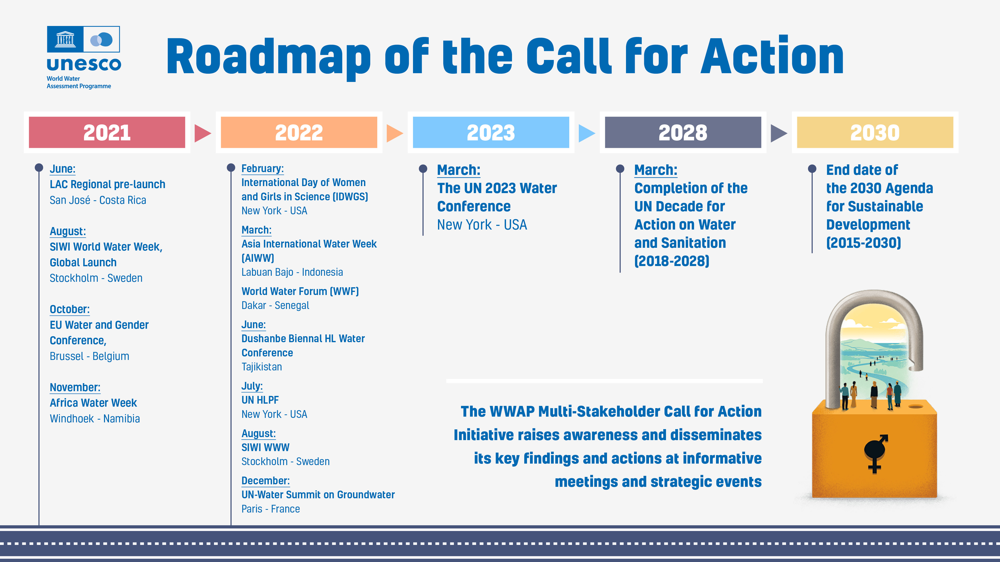 UNESCO
unesco
World Water
Assessment Programme
Roadmap of the Call for Action
2021
June:
LAC Regional pre-launch
San José - Costa Rica
August:
SIWI World Water Week,
Global Launch
Stockholm - Sweden
October:
EU Water and Gender
Conference,
Brussel - Belgium
November:
Africa Water Week
Windhoek - Namibia
2022
February:
International Day of Women
and Girls in Science (IDWGS)
New York - USA
March:
Asia International Water Week
(AIWW)
Labuan Bajo - Indonesia
World Water Forum (WWF)
Dakar - Senegal
June:
Dushanbe Biennal HL Water
Conference
Tajikistan
July:
UN HLPF
New York - USA
August:
SIWI WWW
Stockholm - Sweden
December:
UN-Water Summit on Groundwater
Paris - France
2023
March:
The UN 2023 Water
Conference
New York - USA
2028
March:
Completion of the
UN Decade for
Action on Water
and Sanitation
(2018-2028)
2030
End date of
the 2030 Agenda
for Sustainable
Development
(2015-2030)
The WWAP Multi-Stakeholder Call for Action
Initiative raises awareness and disseminates
its key findings and actions at informative
meetings and strategic events